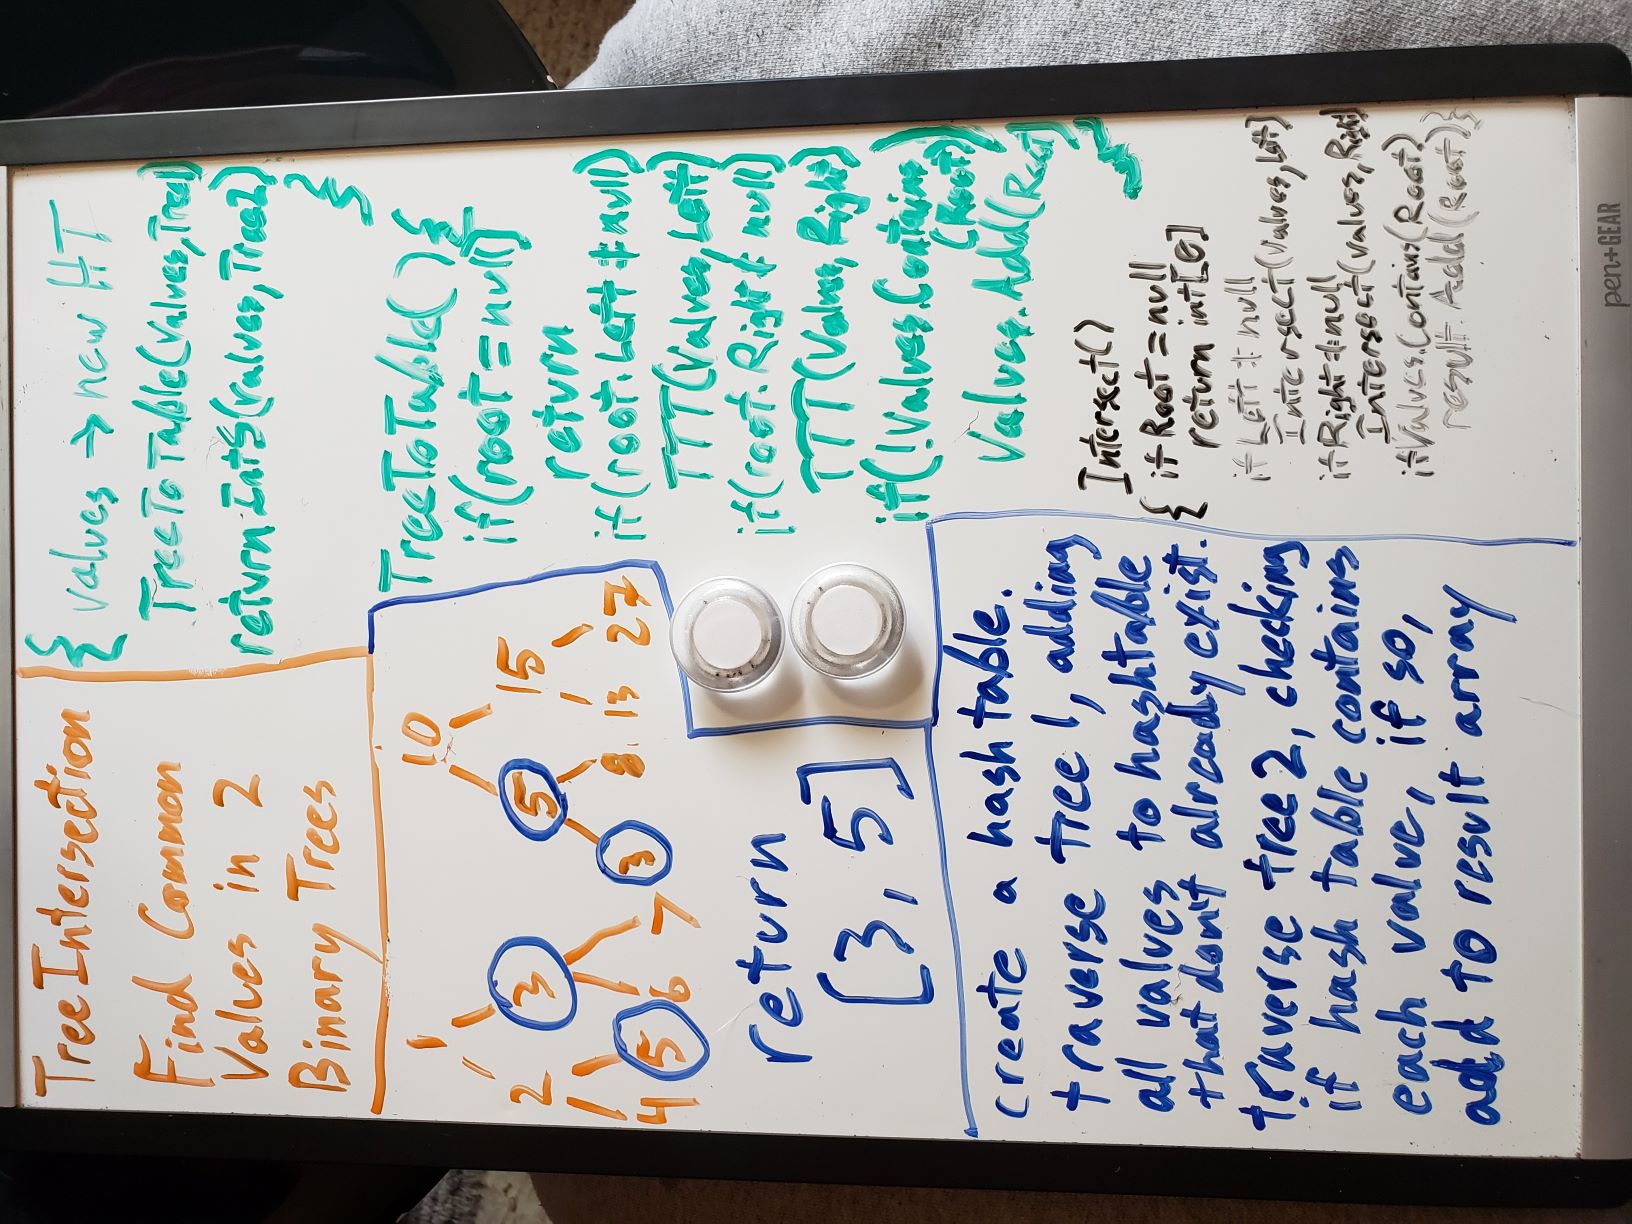 Tree Intersection
Find Common
Values in 2
Binary Trees
1
2 3
4 5 6 7
10
5 15
3 8 13 27
return
[3, 5]
create a hash table.
traverse tree 1, adding
all values to hashtable
that don't already exist.
traverse tree 2, checking
if hash table contains
each value, if so,
add to result array
{ values → new HT
TreeToTable(Values, Tree1)
return IntS(values, Tree2)
}
TreeToTable( ) {
if(root = null)
return
if(root.Left ≠ null)
TTT(Values, Left)
if(root.Right ≠ null)
TTT(Values, Right)
if(!Values.Contains
(Root))
Values.Add(Root)
}
Intersect()
{ if Root = null
return int[0]
if Left ≠ null
Intersect(Values, Left)
if Right ≠ null
Intersect(values, Right)
if Values.Contains(Root)
result.Add(Root)}
pen+GEAR